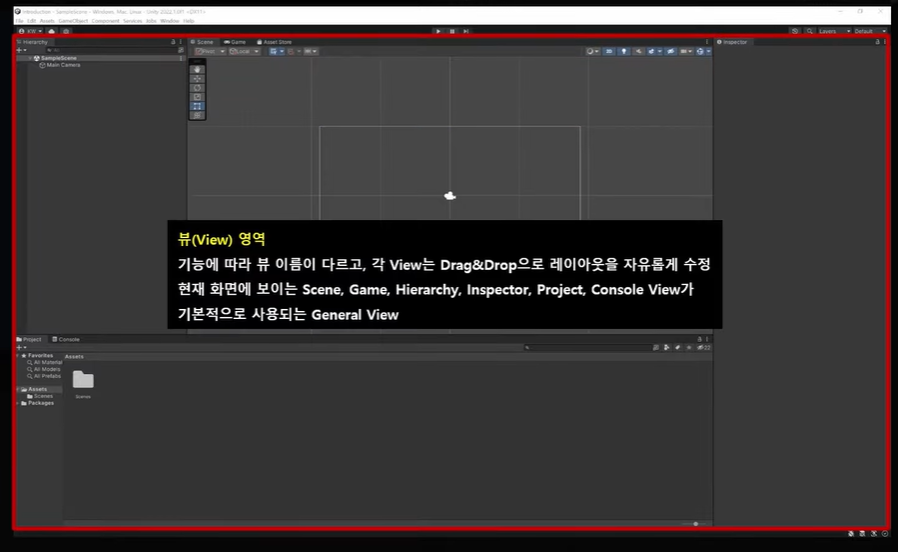 Introduction - SampleScene - Windows, Mac, Linux - Unity 2022
File Edit Assets GameObject Component Services Jobs Window Help
KW
Layers Default
Hierarchy
Scene Game Asset Store
Inspector
Pivot Local
All
SampleScene
Main Camera
뷰(View) 영역
기능에 따라 뷰 이름이 다르고, 각 View는 Drag&Drop으로 레이아웃을 자유롭게 수정
현재 화면에 보이는 Scene, Game, Hierarchy, Inspector, Project, Console View가
기본적으로 사용되는 General View
Project Console
22
Favorites
All Material
All Models
All Prefabs
Assets
Scenes
Packages
Assets
Scenes